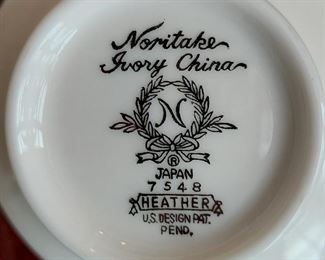 Noritake
Ivory China
N
®
JAPAN
7548
HEATHER
U.S. DESIGN PAT.
PEND.